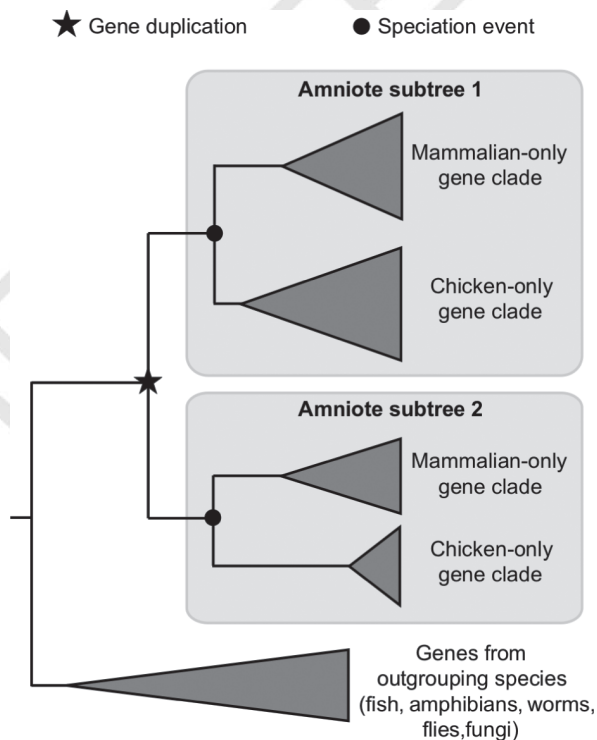 Gene duplication
Speciation event
Amniote subtree 1
Mammalian-only
gene clade
Chicken-only
gene clade
Amniote subtree 2
Mammalian-only
gene clade
Chicken-only
gene clade
Genes from
outgrouping species
(fish, amphibians, worms,
flies,fungi)